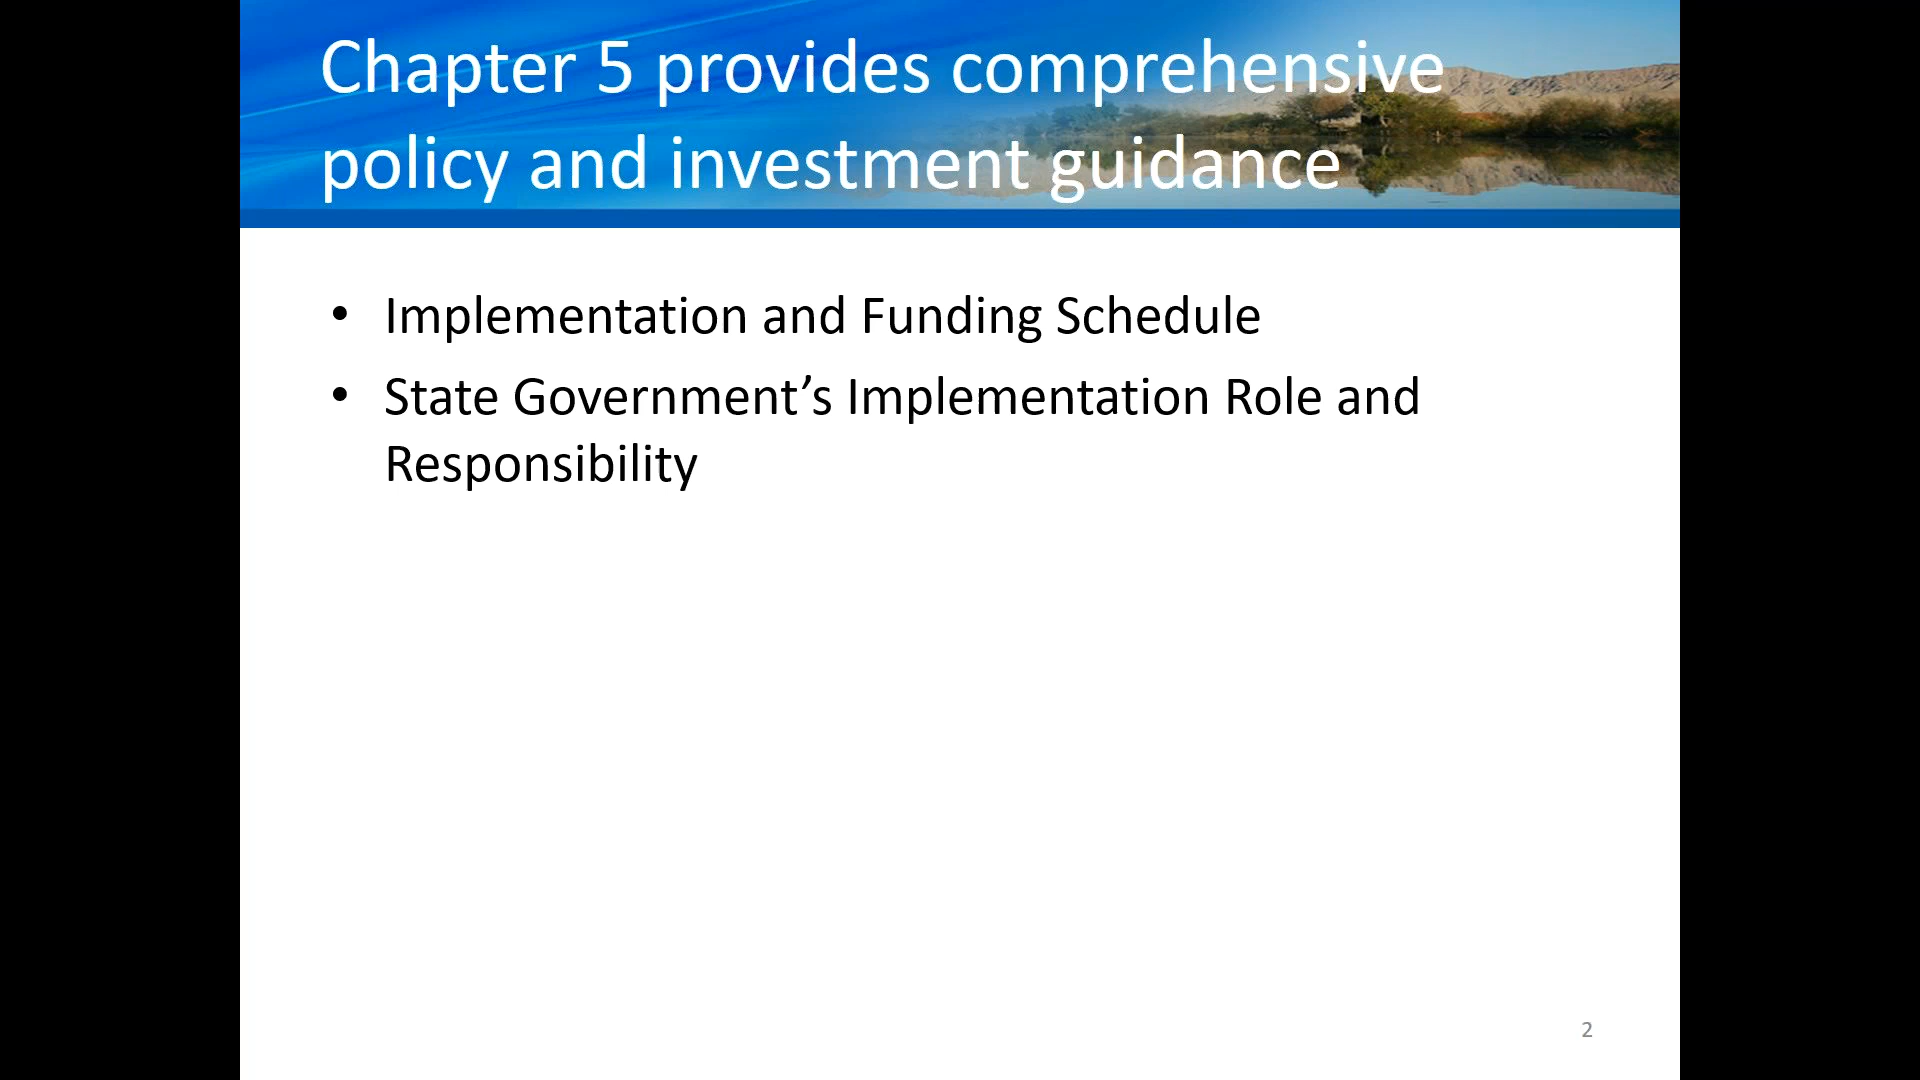 Chapter 5 provides comprehensive
policy and investment guidance
• Implementation and Funding Schedule
• State Government’s Implementation Role and
Responsibility
2